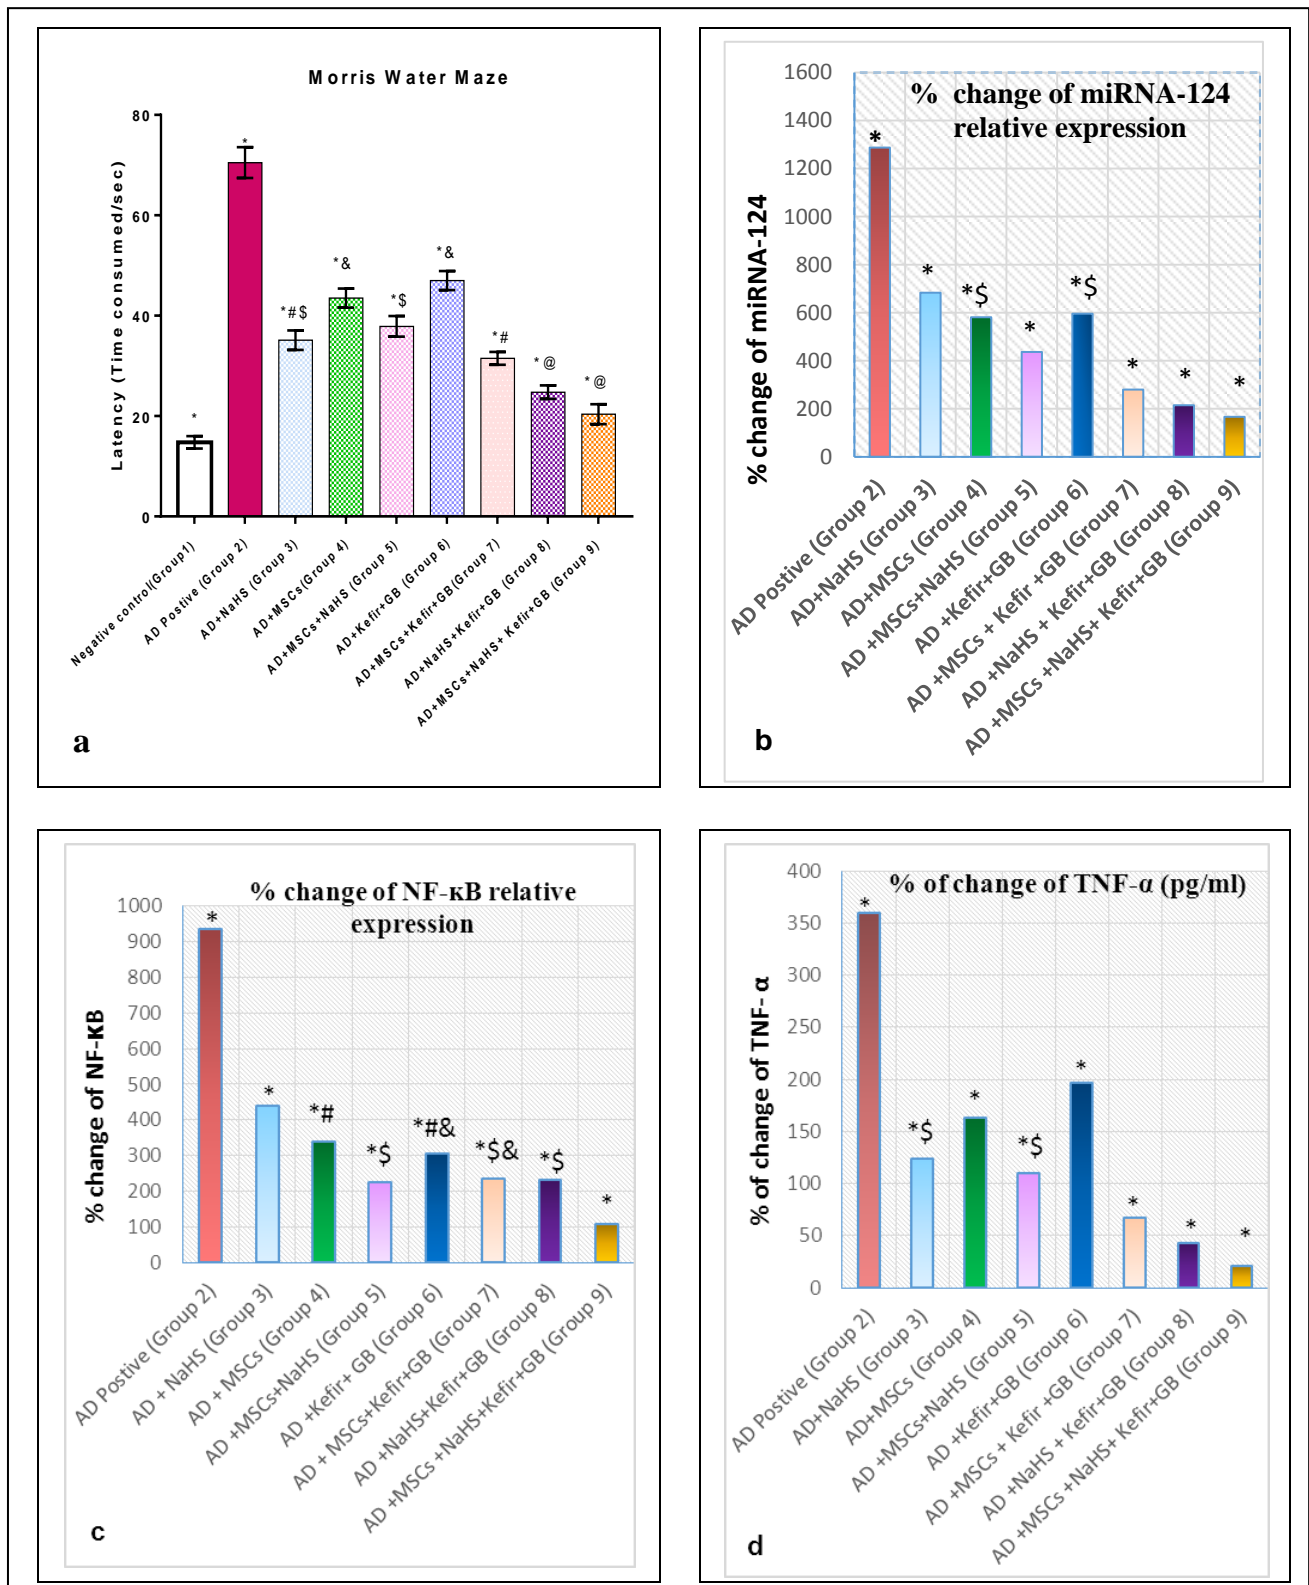 Morris Water Maze
Latency (Time consumed/sec)
80
60
40
20
0
*
*
*#$
*&
*$
*&
*#
*@
*@
Negative control(Group1)
AD Postive (Group 2)
AD+NaHS (Group 3)
AD+MSCs(Group 4)
AD+MSCs+NaHS (Group 5)
AD+Kefir+GB (Group 6)
AD+MSCs+Kefir+GB(Group 7)
AD+NaHS+Kefir+GB (Group 8)
AD+MSCs+NaHS+ Kefir+GB (Group 9)
a
% change of miRNA-124
relative expression
% change of miRNA-124
1600
1400
1200
1000
800
600
400
200
0
*
*
*$
*
*$
*
*
*
AD Postive (Group 2)
AD+NaHS (Group 3)
AD+MSCs (Group 4)
AD +MSCs+NaHS (Group 5)
AD +Kefir+GB (Group 6)
AD +MSCs + Kefir +GB (Group 7)
AD +NaHS + Kefir+GB (Group 8)
AD +MSCs +NaHS+ Kefir+GB (Group 9)
b
% change of NF-κB relative
expression
% change of NF-KB
1000
900
800
700
600
500
400
300
200
100
0
*
*
*#
*$
*#&
*$&
*$
*
AD Postive (Group 2)
AD + NaHS (Group 3)
AD + MSCs (Group 4)
AD +MSCs+NaHS (Group 5)
AD +Kefir+ GB (Group 6)
AD + MSCs+Kefir+GB (Group 7)
AD +NaHS+Kefir+GB (Group 8)
AD +MSCs +NaHS+Kefir+GB (Group 9)
c
% of change of TNF-α (pg/ml)
% of change of TNF- α
400
350
300
250
200
150
100
50
0
*
*$
*
*$
*
*
*
*
AD Postive (Group 2)
AD+NaHS (Group 3)
AD+MSCs (Group 4)
AD +MSCs+NaHS (Group 5)
AD +Kefir+GB (Group 6)
AD +MSCs + Kefir +GB (Group 7)
AD +NaHS + Kefir+GB (Group 8)
AD +MSCs +NaHS+ Kefir+GB (Group 9)
d